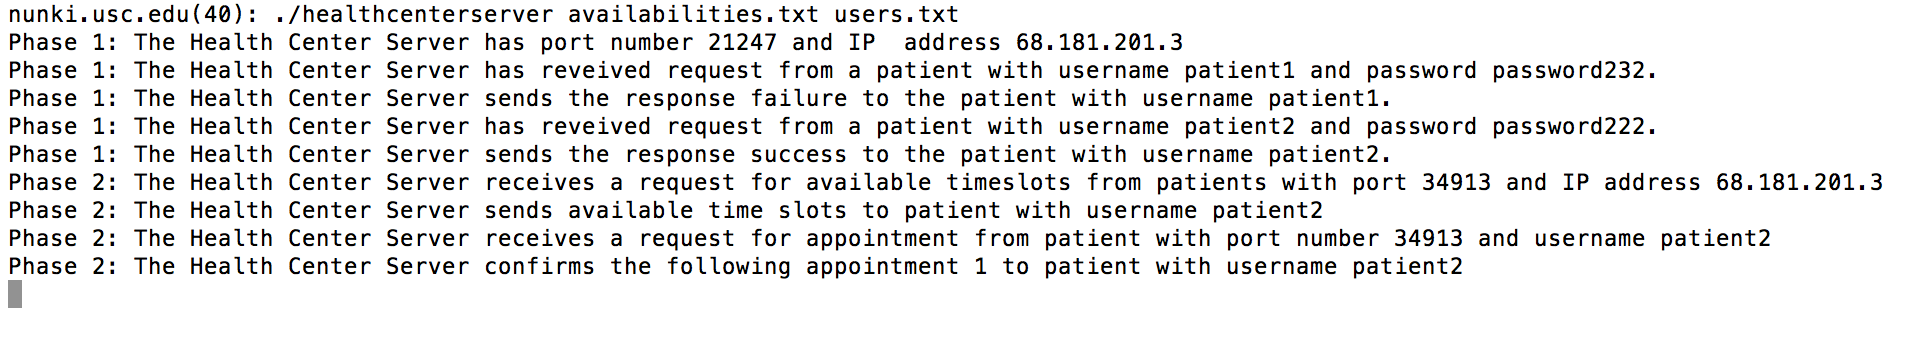 nunki.usc.edu(40): ./healthcenterserver availabilities.txt users.txt
Phase 1: The Health Center Server has port number 21247 and IP  address 68.181.201.3
Phase 1: The Health Center Server has reveived request from a patient with username patient1 and password password232.
Phase 1: The Health Center Server sends the response failure to the patient with username patient1.
Phase 1: The Health Center Server has reveived request from a patient with username patient2 and password password222.
Phase 1: The Health Center Server sends the response success to the patient with username patient2.
Phase 2: The Health Center Server receives a request for available timeslots from patients with port 34913 and IP address 68.181.201.3
Phase 2: The Health Center Server sends available time slots to patient with username patient2
Phase 2: The Health Center Server receives a request for appointment from patient with port number 34913 and username patient2
Phase 2: The Health Center Server confirms the following appointment 1 to patient with username patient2